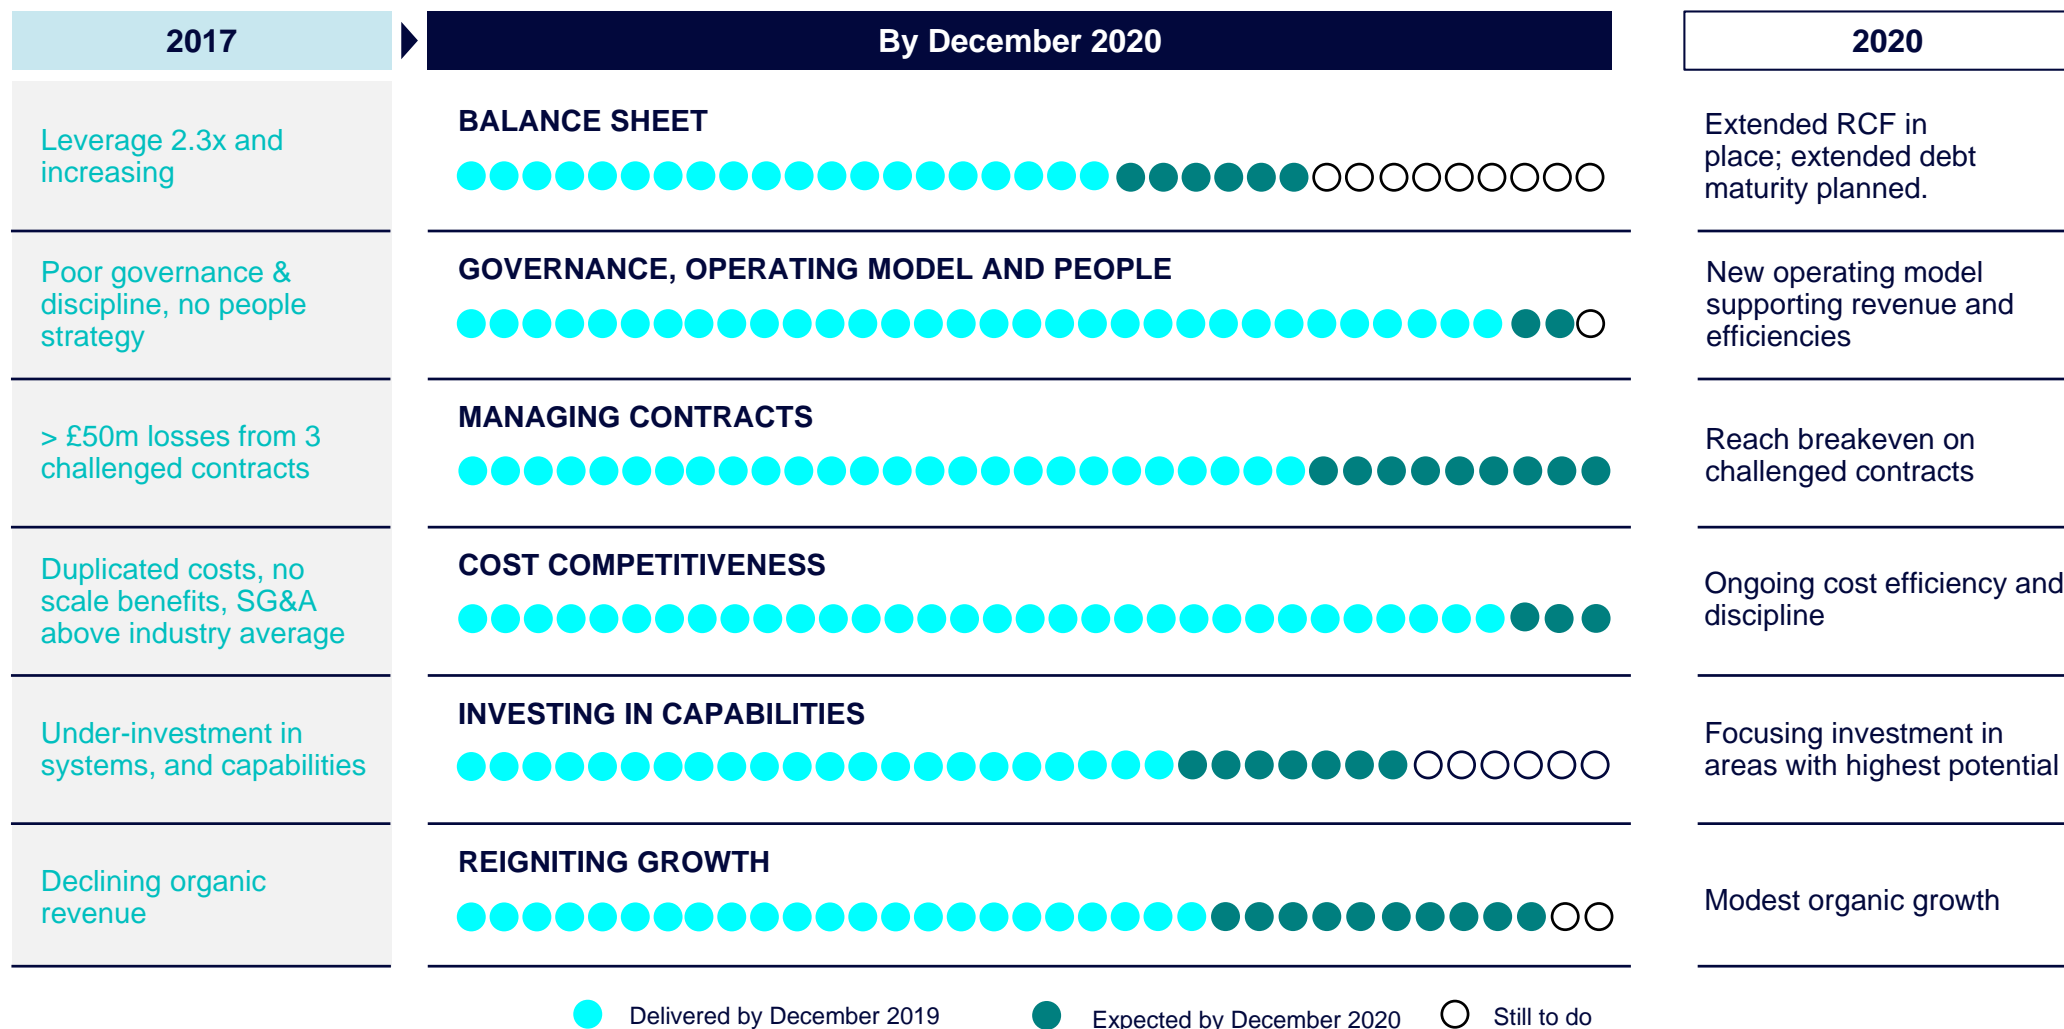 2017
By December 2020
2020
Leverage 2.3x and
increasing
BALANCE SHEET
Extended RCF in
place; extended debt
maturity planned.
Poor governance &
discipline, no people
strategy
GOVERNANCE, OPERATING MODEL AND PEOPLE
New operating model
supporting revenue and
efficiencies
> £50m losses from 3
challenged contracts
MANAGING CONTRACTS
Reach breakeven on
challenged contracts
Duplicated costs, no
scale benefits, SG&A
above industry average
COST COMPETITIVENESS
Ongoing cost efficiency and
discipline
Under-investment in
systems, and capabilities
INVESTING IN CAPABILITIES
Focusing investment in
areas with highest potential
Declining organic
revenue
REIGNITING GROWTH
Modest organic growth
Delivered by December 2019
Expected by December 2020
Still to do